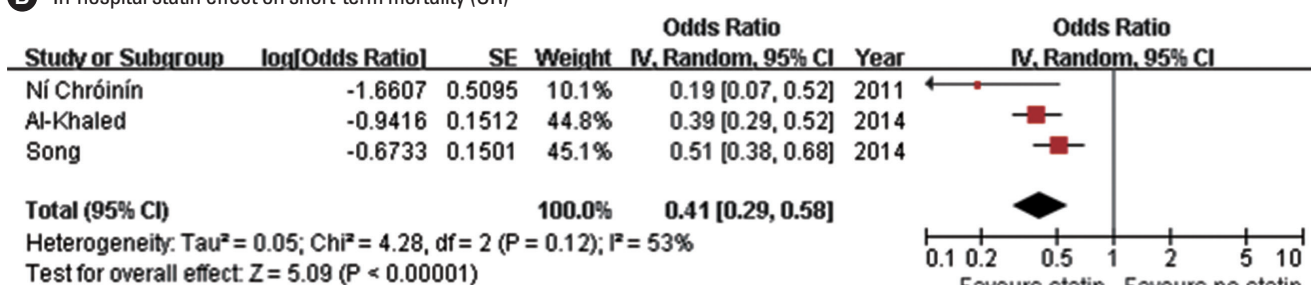 B In-hospital statin effect on short-term mortality (OR)
Odds Ratio Odds Ratio
Study or Subgroup log[Odds Ratio] SE Weight IV, Random, 95% CI Year IV, Random, 95% CI
Ní Chróinín -1.6607 0.5095 10.1% 0.19 [0.07, 0.52] 2011
Al-Khaled -0.9416 0.1512 44.8% 0.39 [0.29, 0.52] 2014
Song -0.6733 0.1501 45.1% 0.51 [0.38, 0.68] 2014
Total (95% CI) 100.0% 0.41 [0.29, 0.58]
Heterogeneity: Tau² = 0.05; Chi² = 4.28, df = 2 (P = 0.12); I² = 53%
Test for overall effect: Z = 5.09 (P < 0.00001)
0.1 0.2 0.5 1 2 5 10
Favours statin Favours no statin